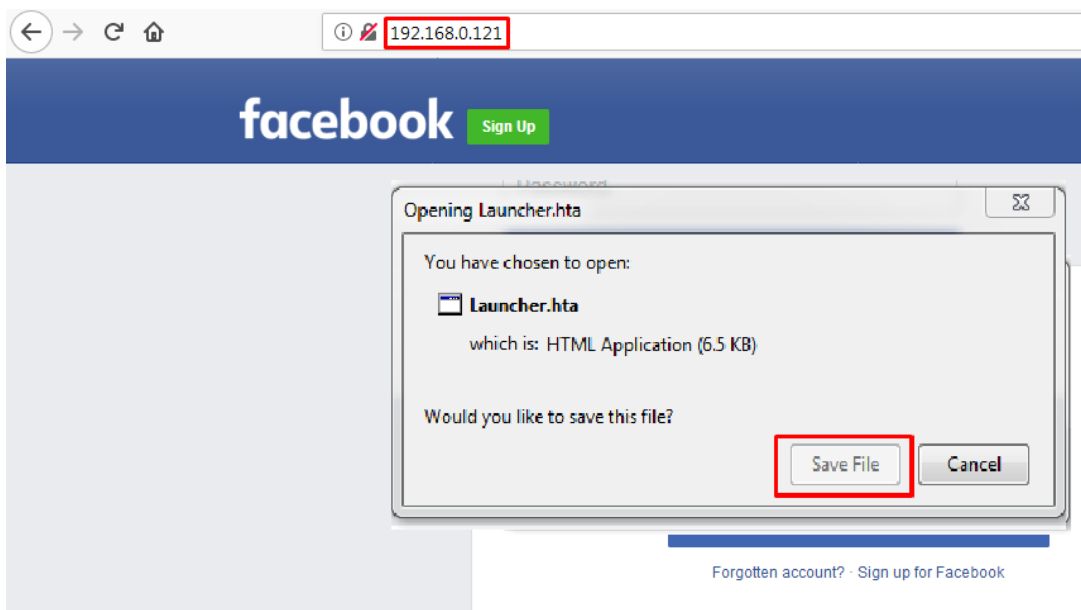 192.168.0.121
facebook Sign Up
Password
Opening Launcher.hta
You have chosen to open:
Launcher.hta
which is: HTML Application (6.5 KB)
Would you like to save this file?
Save File Cancel
Forgotten account? · Sign up for Facebook